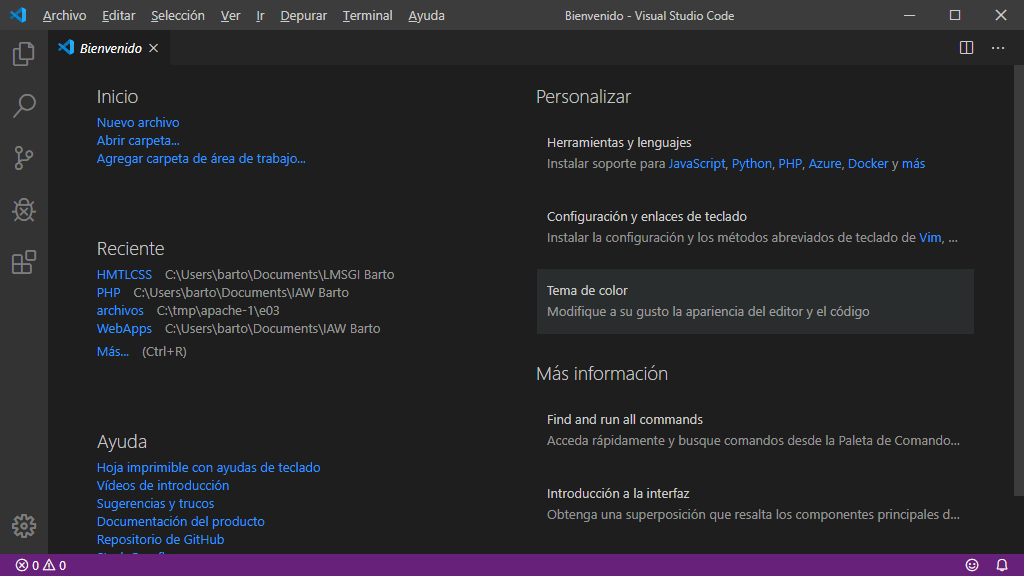 Archivo Editar Selección Ver Ir Depurar Terminal Ayuda Bienvenido - Visual Studio Code
Bienvenido
Inicio
Nuevo archivo
Abrir carpeta...
Agregar carpeta de área de trabajo...
Reciente
HMTLCSS C:\Users\barto\Documents\LMSGI Barto
PHP C:\Users\barto\Documents\IAW Barto
archivos C:\tmp\apache-1\e03
WebApps C:\Users\barto\Documents\IAW Barto
Más... (Ctrl+R)
Ayuda
Hoja imprimible con ayudas de teclado
Vídeos de introducción
Sugerencias y trucos
Documentación del producto
Repositorio de GitHub
Personalizar
Herramientas y lenguajes
Instalar soporte para JavaScript, Python, PHP, Azure, Docker y más
Configuración y enlaces de teclado
Instalar la configuración y los métodos abreviados de teclado de Vim, ...
Tema de color
Modifique a su gusto la apariencia del editor y el código
Más información
Find and run all commands
Acceda rápidamente y busque comandos desde la Paleta de Comando...
Introducción a la interfaz
Obtenga una superposición que resalta los componentes principales d...
0 0